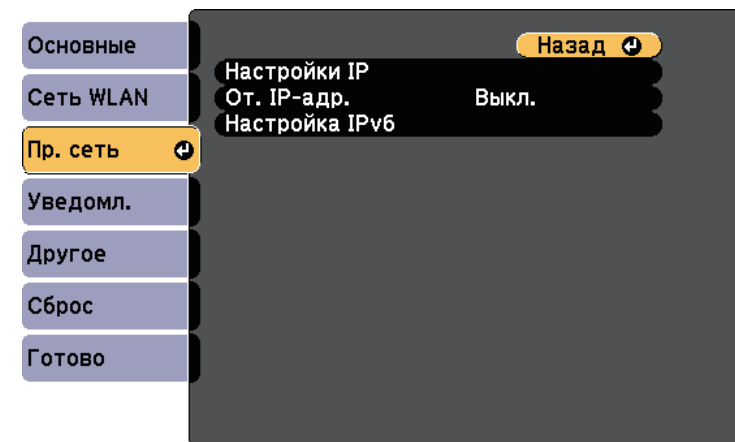 Основные
Сеть WLAN
Пр. сеть
Уведомл.
Другое
Сброс
Готово
Назад
Настройки IP
От. IP-адр. Выкл.
Настройка IPv6